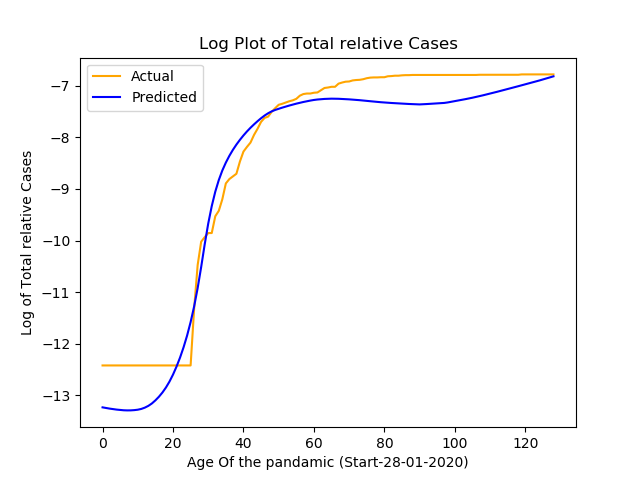 Log Plot of Total relative Cases
Actual
Predicted
Log of Total relative Cases
−7
−8
−9
−10
−11
−12
−13
0 20 40 60 80 100 120
Age Of the pandamic (Start-28-01-2020)